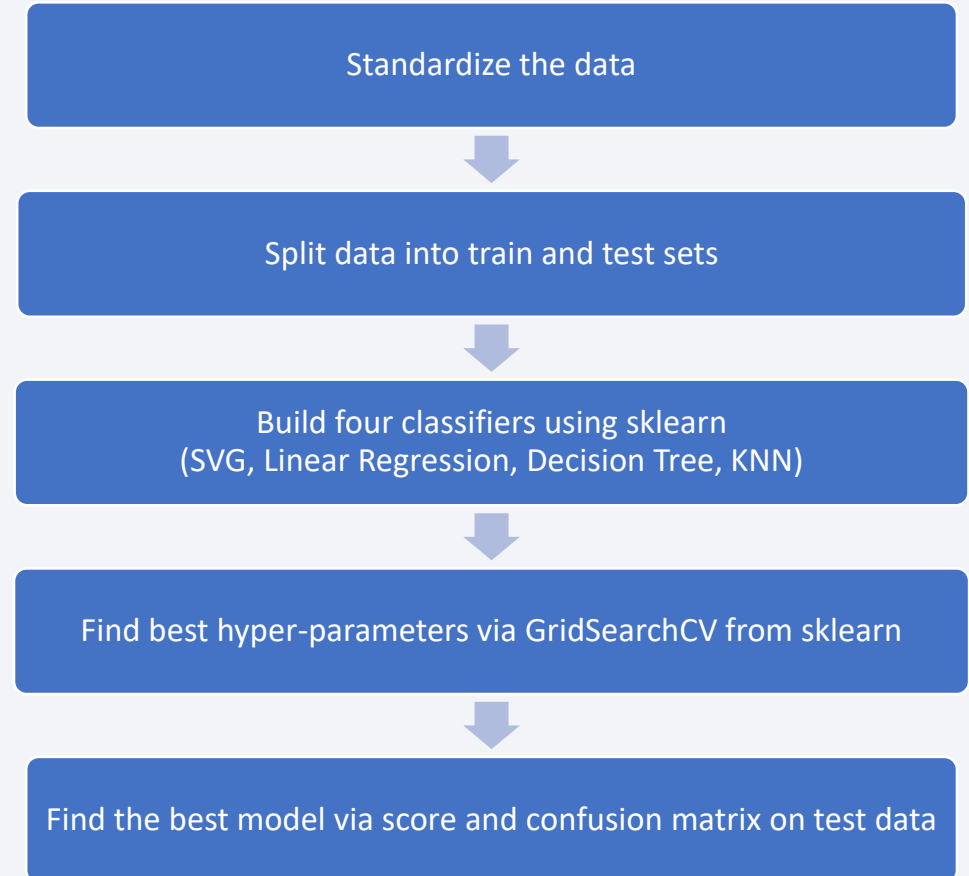 Standardize the data
Split data into train and test sets
Build four classifiers using sklearn
(SVG, Linear Regression, Decision Tree, KNN)
Find best hyper-parameters via GridSearchCV from sklearn
Find the best model via score and confusion matrix on test data